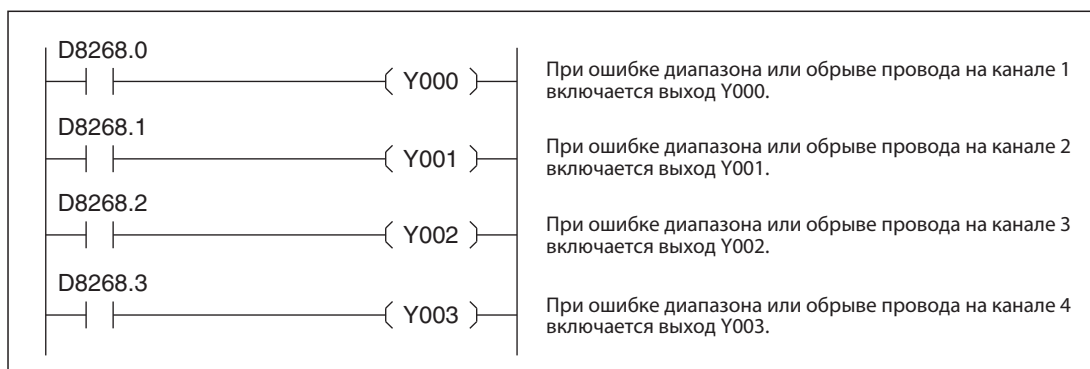 D8268.0
Y000
При ошибке диапазона или обрыве провода на канале 1
включается выход Y000.
D8268.1
Y001
При ошибке диапазона или обрыве провода на канале 2
включается выход Y001.
D8268.2
Y002
При ошибке диапазона или обрыве провода на канале 3
включается выход Y002.
D8268.3
Y003
При ошибке диапазона или обрыве провода на канале 4
включается выход Y003.